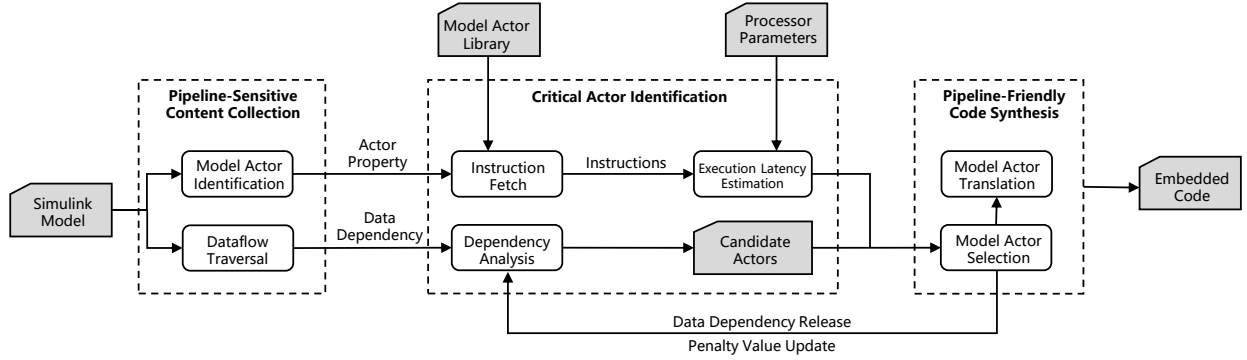 Model Actor
Library
Processor
Parameters
Pipeline-Sensitive
Content Collection
Critical Actor Identification
Pipeline-Friendly
Code Synthesis
Simulink
Model
Model Actor
Identification
Actor
Property
Instruction
Fetch
Instructions
Execution Latency
Estimation
Model Actor
Translation
Embedded
Code
Dataflow
Traversal
Data
Dependency
Dependency
Analysis
Candidate
Actors
Model Actor
Selection
Data Dependency Release
Penalty Value Update